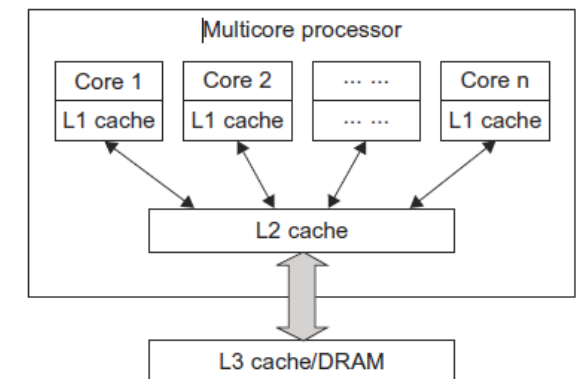 Multicore processor
Core 1 Core 2 ... ... Core n
L1 cache L1 cache ... ... L1 cache
L2 cache
L3 cache/DRAM